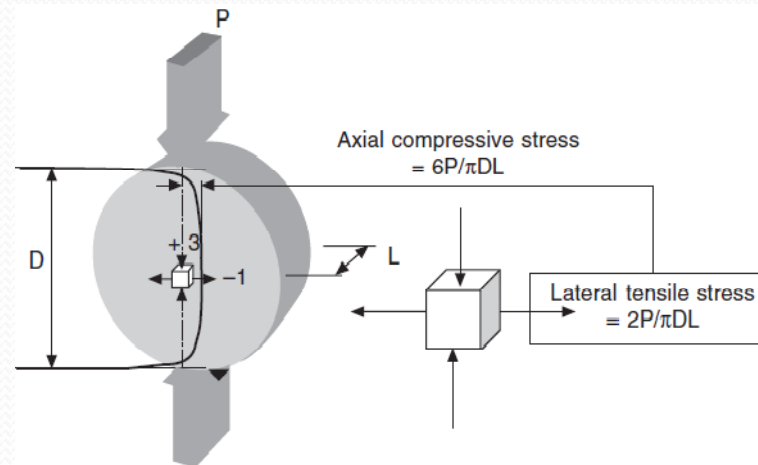 P
Axial compressive stress
= 6P/πDL
+ 3
D
L
−1
Lateral tensile stress
= 2P/πDL